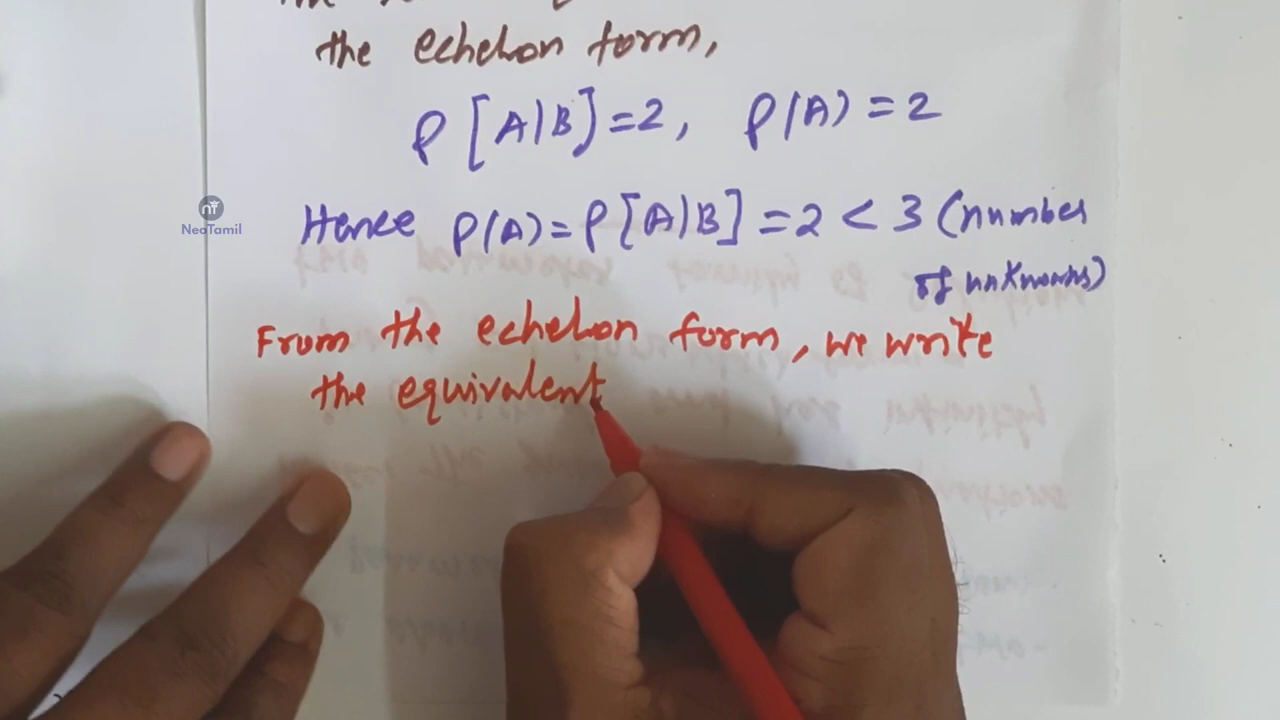 the echelon form,
ρ [A|B]=2, ρ(A) = 2
Hence ρ(A)=ρ[A|B] =2 < 3 (number
of unknowns)
NeoTamil
From the echelon form, we write
the equivalent